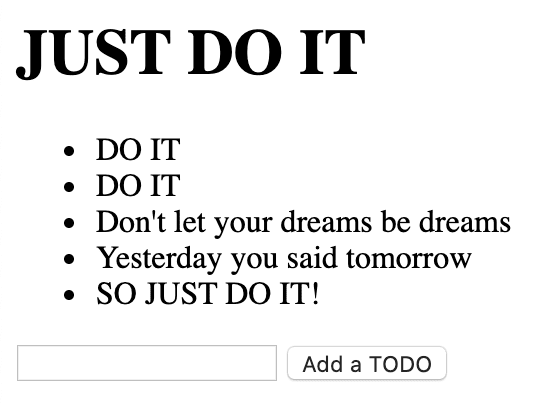 JUST DO IT
DO IT
DO IT
Don't let your dreams be dreams
Yesterday you said tomorrow
SO JUST DO IT!
Add a TODO